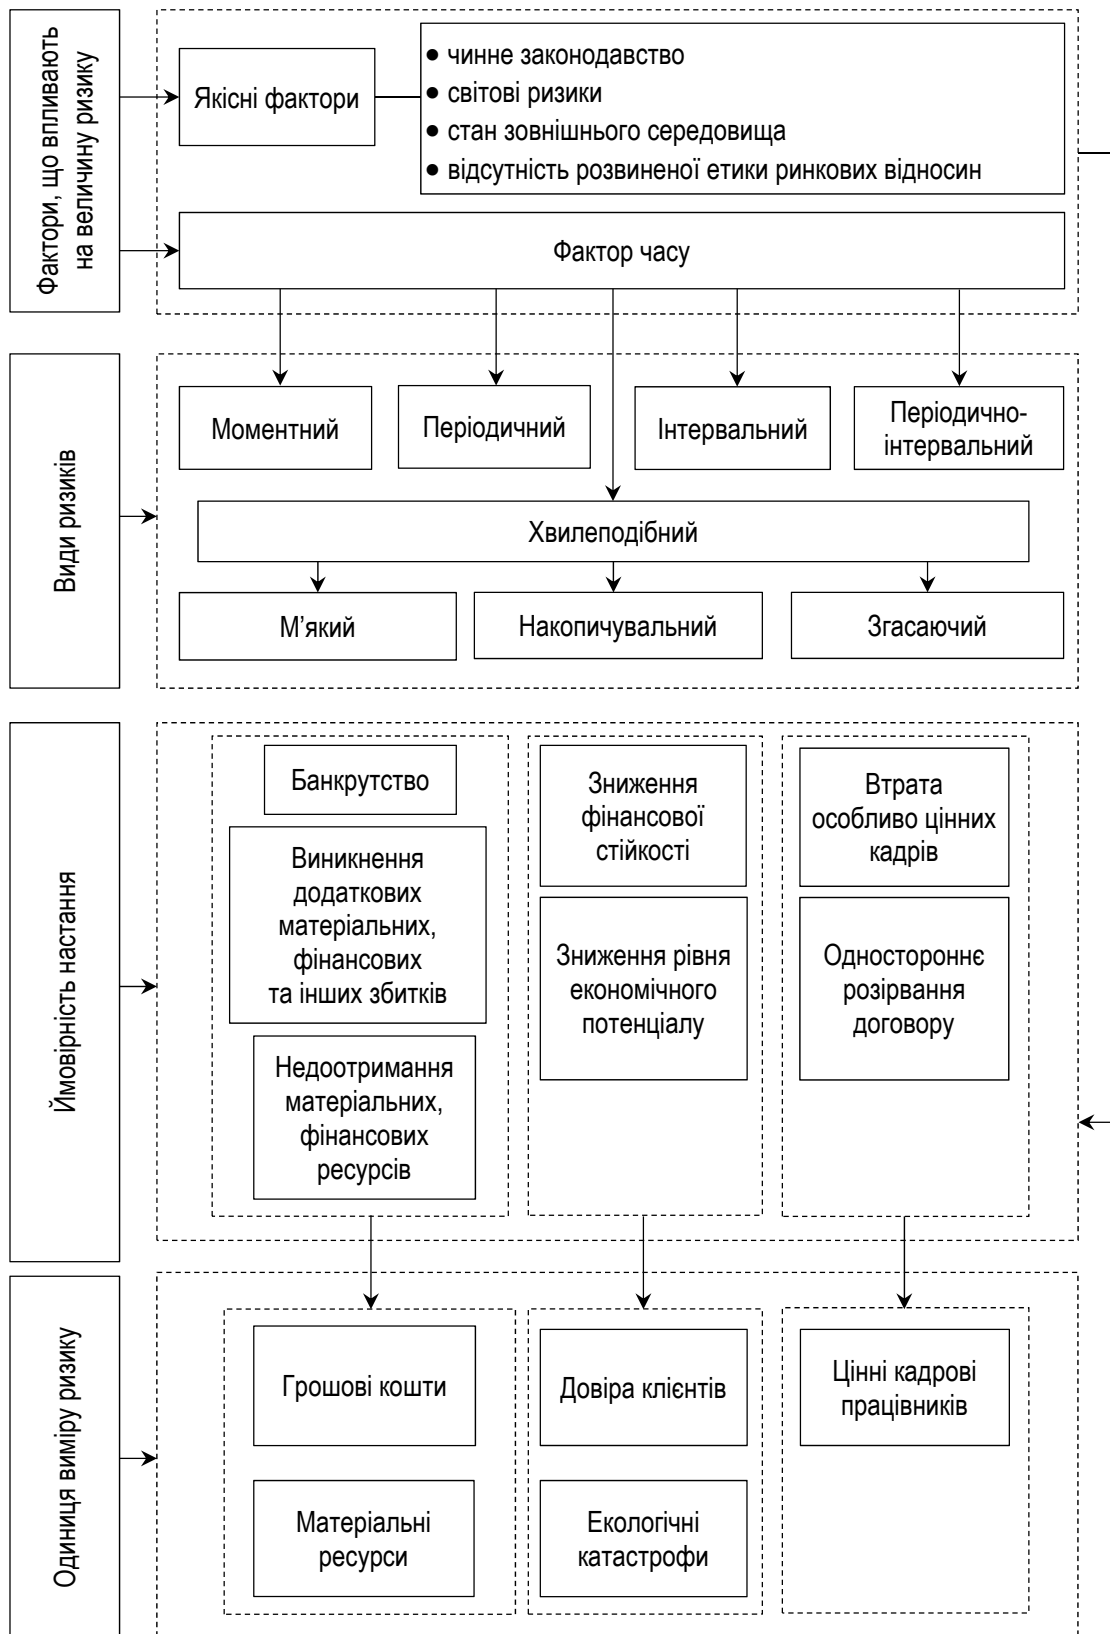 Фактори, що впливають
на величину ризику
Якісні фактори
● чинне законодавство
● світові ризики
● стан зовнішнього середовища
● відсутність розвиненої етики ринкових відносин
Фактор часу
Види ризиків
Моментний
Періодичний
Інтервальний
Періодично-
інтервальний
Хвилеподібний
М’який
Накопичувальний
Згасаючий
Ймовірність настання
Банкрутство
Виникнення
додаткових
матеріальних,
фінансових
та інших збитків
Недоотримання
матеріальних,
фінансових
ресурсів
Зниження
фінансової
стійкості
Зниження рівня
економічного
потенціалу
Втрата
особливо цінних
кадрів
Одностороннє
розірвання
договору
Одиниця виміру ризику
Грошові кошти
Матеріальні
ресурси
Довіра клієнтів
Екологічні
катастрофи
Цінні кадрові
працівників